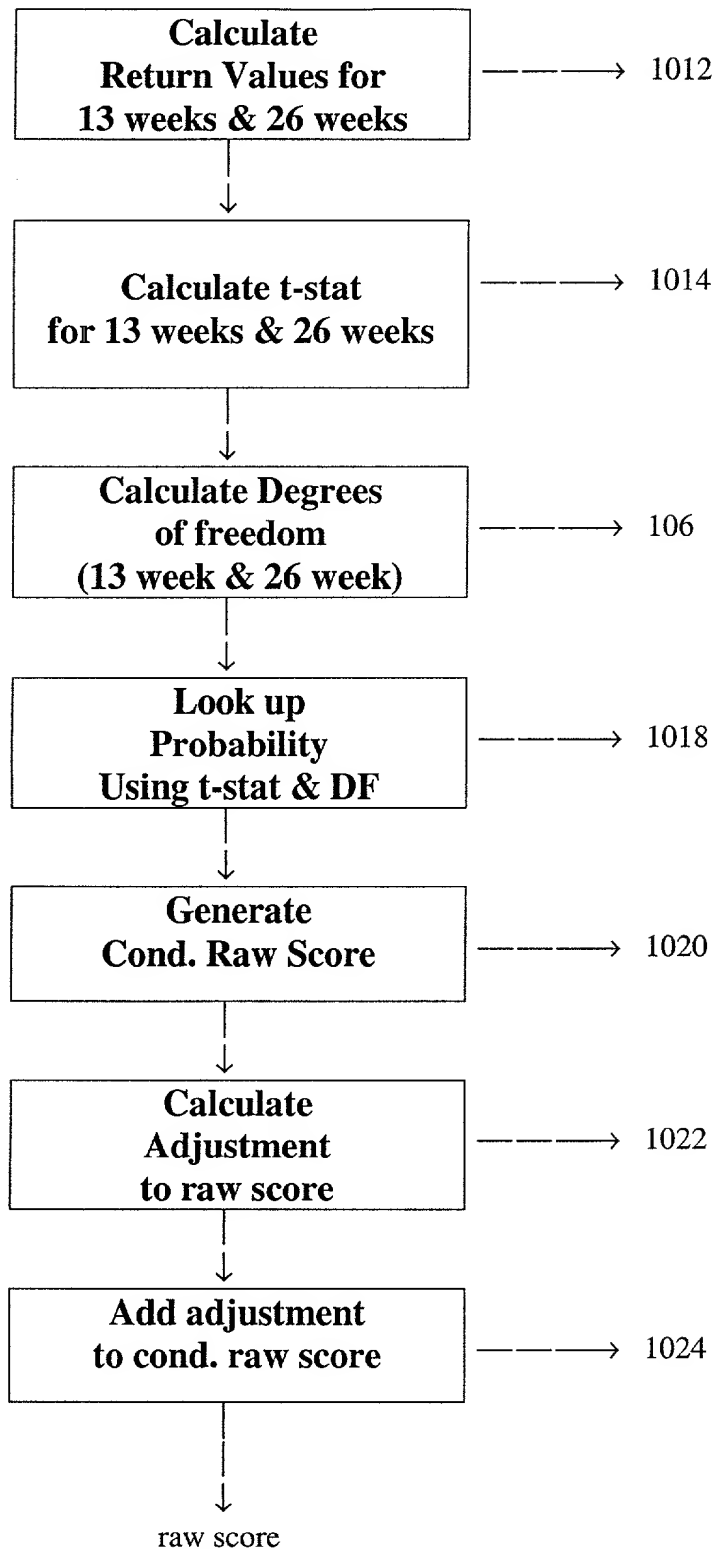 Calculate
Return Values for
13 weeks & 26 weeks
1012
Calculate t-stat
for 13 weeks & 26 weeks
1014
Calculate Degrees
of freedom
(13 week & 26 week)
106
Look up
Probability
Using t-stat & DF
1018
Generate
Cond. Raw Score
1020
Calculate
Adjustment
to raw score
1022
Add adjustment
to cond. raw score
1024
raw score